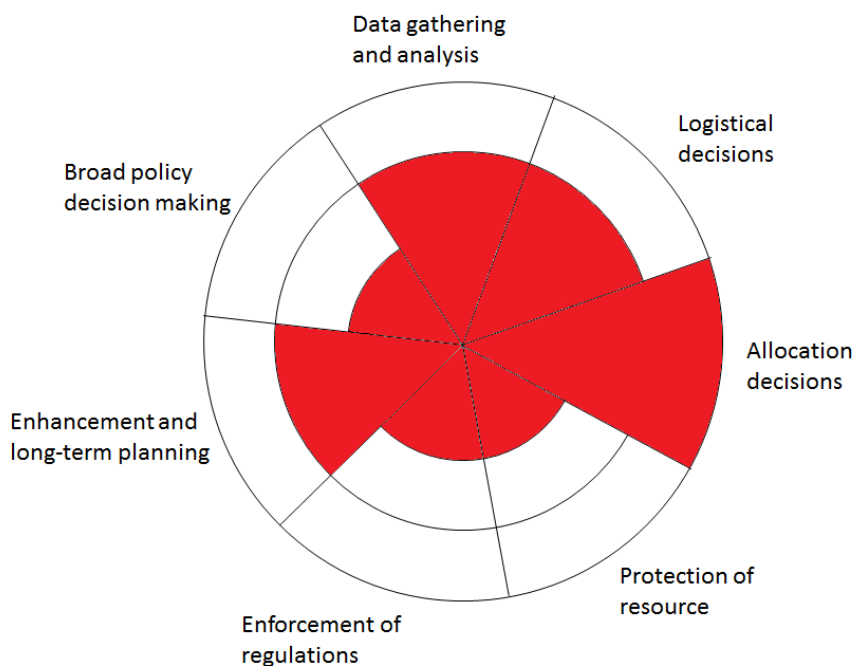 Data gathering
and analysis
Logistical
decisions
Allocation
decisions
Protection of
resource
Enforcement of
regulations
Enhancement and
long-term planning
Broad policy
decision making